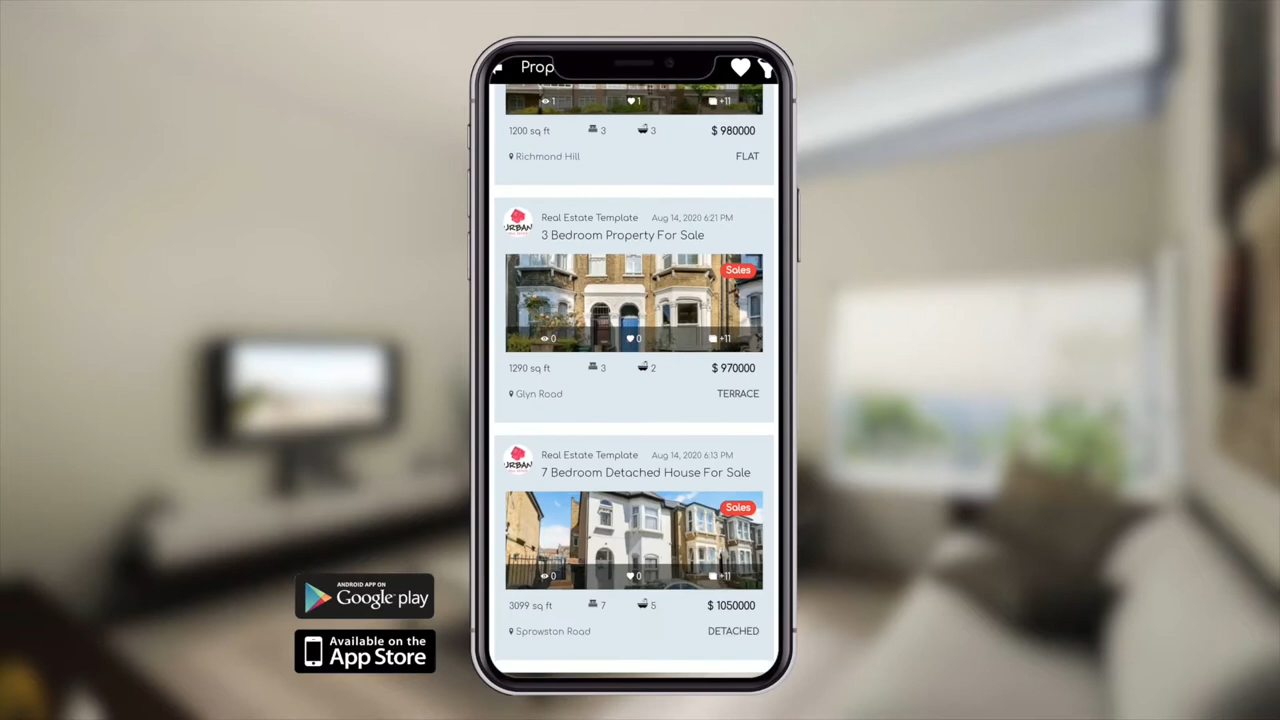 Prop
1
1
+11
1200 sq ft 3 3 $ 980000
Richmond Hill FLAT
URBAN
Real Estate Template Aug 14, 2020 6:21 PM
3 Bedroom Property For Sale
Sales
0 0 +11
1290 sq ft 3 2 $ 970000
Glyn Road TERRACE
URBAN
Real Estate Template Aug 14, 2020 6:13 PM
7 Bedroom Detached House For Sale
Sales
0 0 +11
3099 sq ft 7 5 $ 1050000
Sprowston Road DETACHED
ANDROID APP ON
Google play
Available on the
App Store